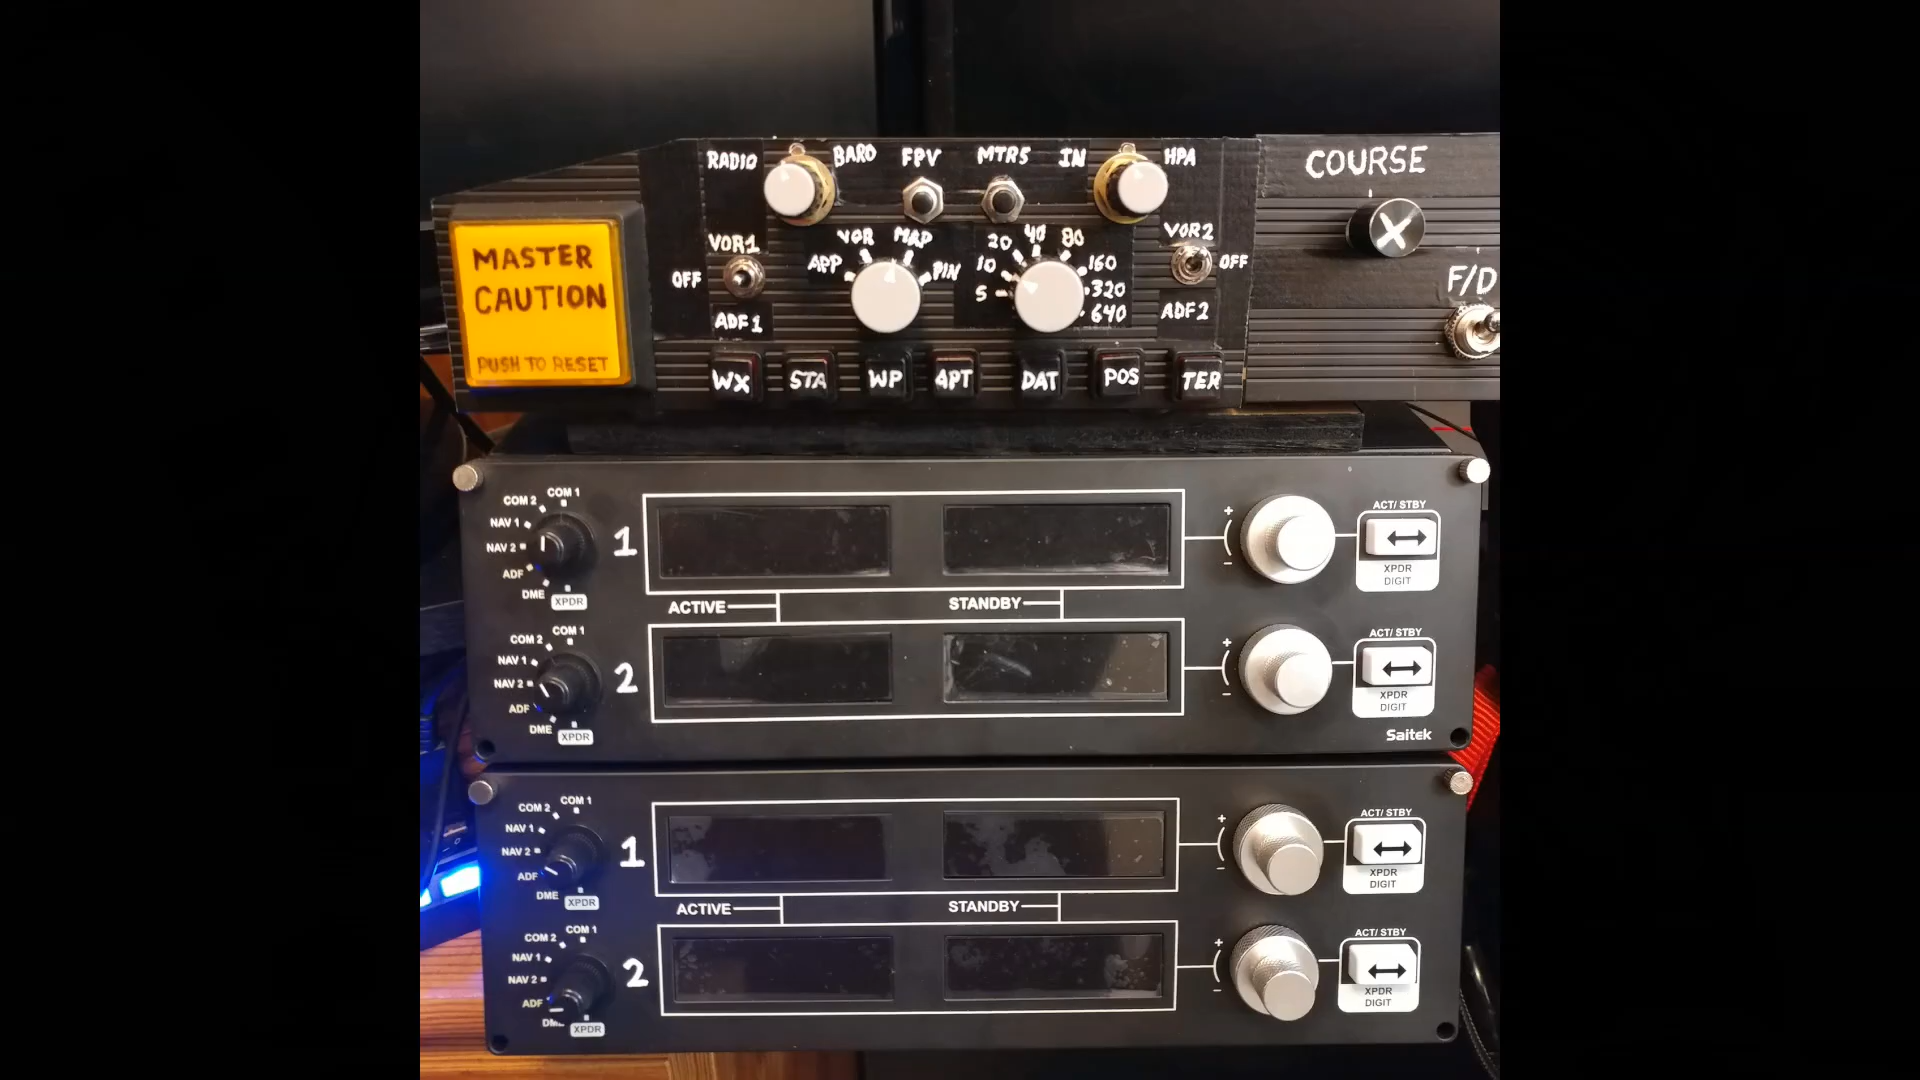 RADIO BARO FPV MTRS IN HPA
COURSE
MASTER
CAUTION
PUSH TO RESET
VOR1
OFF
ADF1
APP VOR MAP PLN
5 10 20 40 80 160 320 640
VOR2
OFF
ADF2
F/D
WX STA WP APT DAT POS TER
COM 1
COM 2
NAV 1
NAV 2
ADF
DME
XPDR
1
ACT/ STBY
XPDR
DIGIT
ACTIVE STANDBY
COM 1
COM 2
NAV 1
NAV 2
ADF
DME
XPDR
2
ACT/ STBY
XPDR
DIGIT
Saitek
COM 1
COM 2
NAV 1
NAV 2
ADF
DME
XPDR
1
ACT/ STBY
XPDR
DIGIT
ACTIVE STANDBY
COM 1
COM 2
NAV 1
NAV 2
ADF
DME
XPDR
2
ACT/ STBY
XPDR
DIGIT